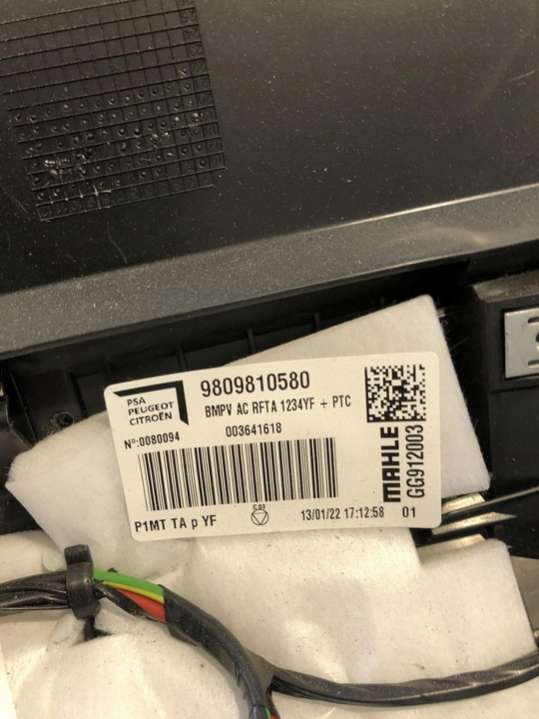 PSA
PEUGEOT
CITROËN
9809810580
BMPV AC RFTA 1234YF + PTC
Nº:0080094
003641618
MAHLE
GG912003
P1MT TA p YF
13/01/22 17:12:58
01